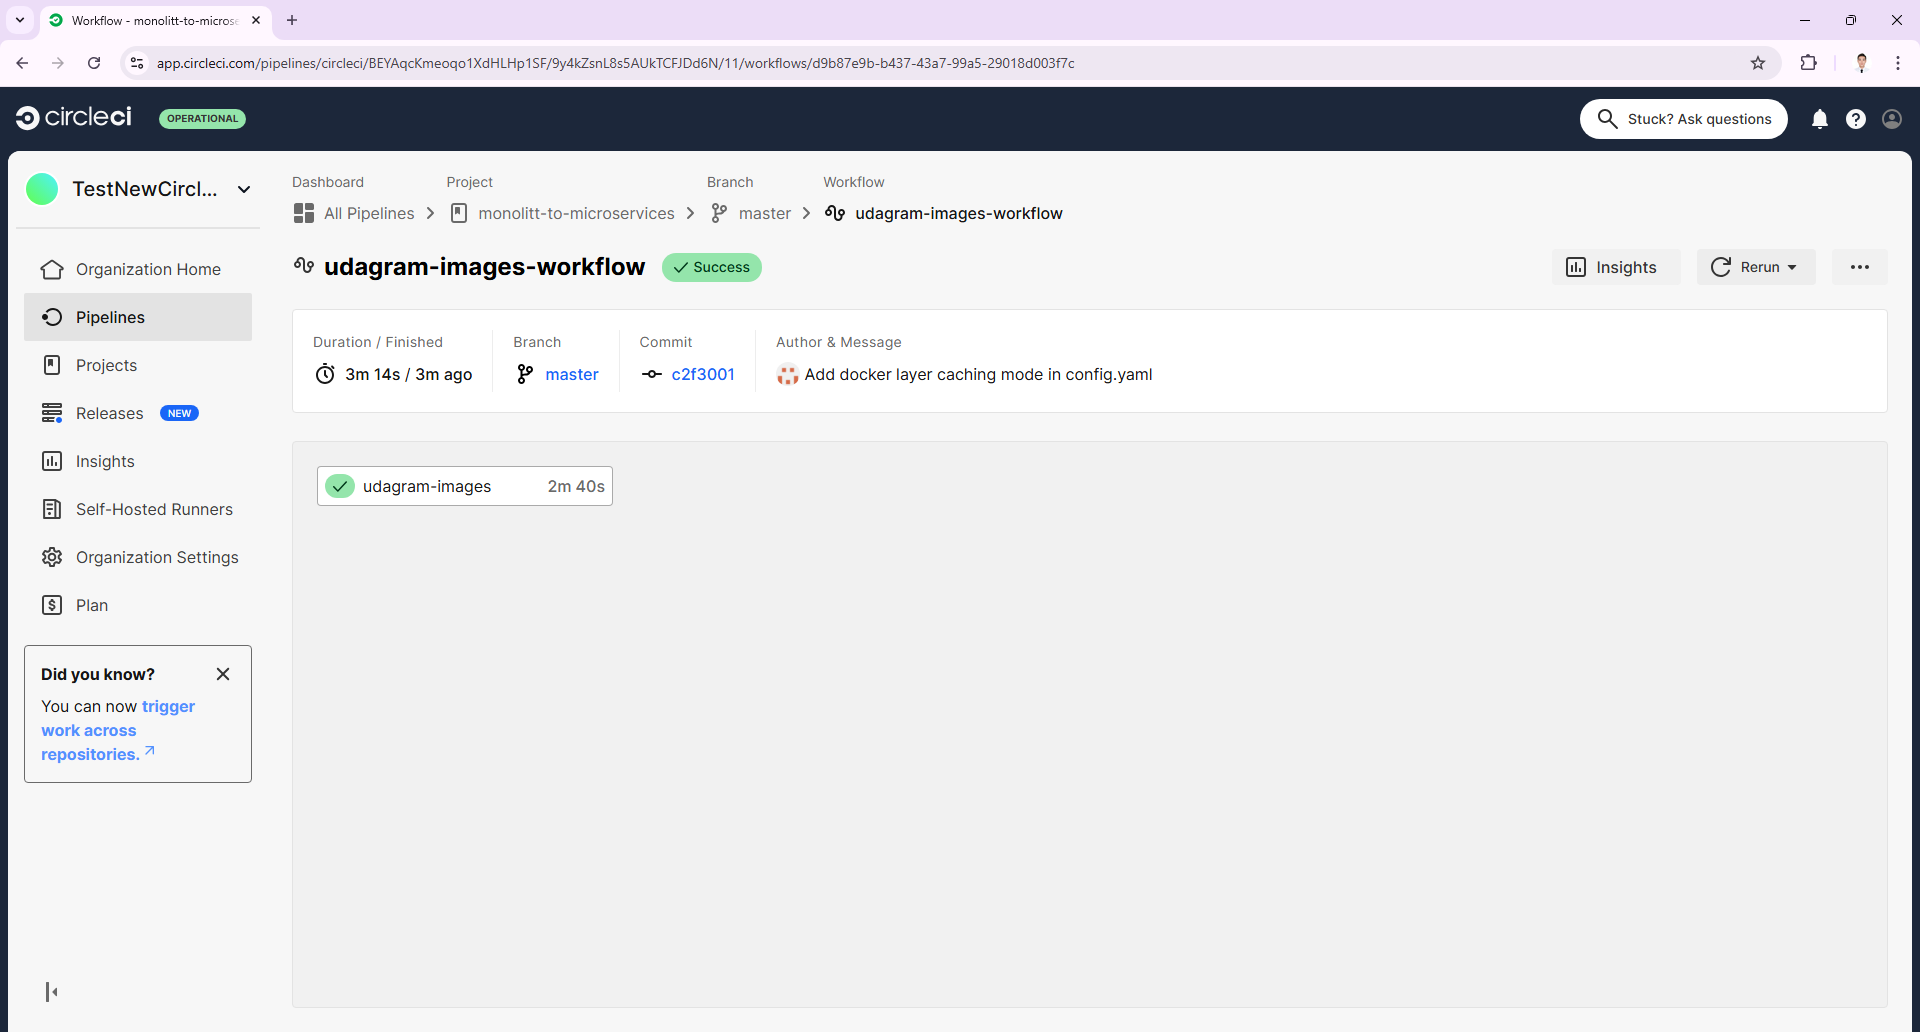 Workflow - monolitt-to-microse
app.circleci.com/pipelines/circleci/BEYAqcKmeoqo1XdHLHp1SF/9y4kZsnL8s5AUkTCFJDd6N/11/workflows/d9b87e9b-b437-43a7-99a5-29018d003f7c
circleci
OPERATIONAL
Stuck? Ask questions
TestNewCircl...
Organization Home
Pipelines
Projects
Releases NEW
Insights
Self-Hosted Runners
Organization Settings
Plan
Did you know?
You can now trigger
work across
repositories.
Dashboard Project Branch Workflow
All Pipelines monolitt-to-microservices master udagram-images-workflow
udagram-images-workflow Success
Insights Rerun
Duration / Finished Branch Commit Author & Message
3m 14s / 3m ago master c2f3001 Add docker layer caching mode in config.yaml
udagram-images 2m 40s